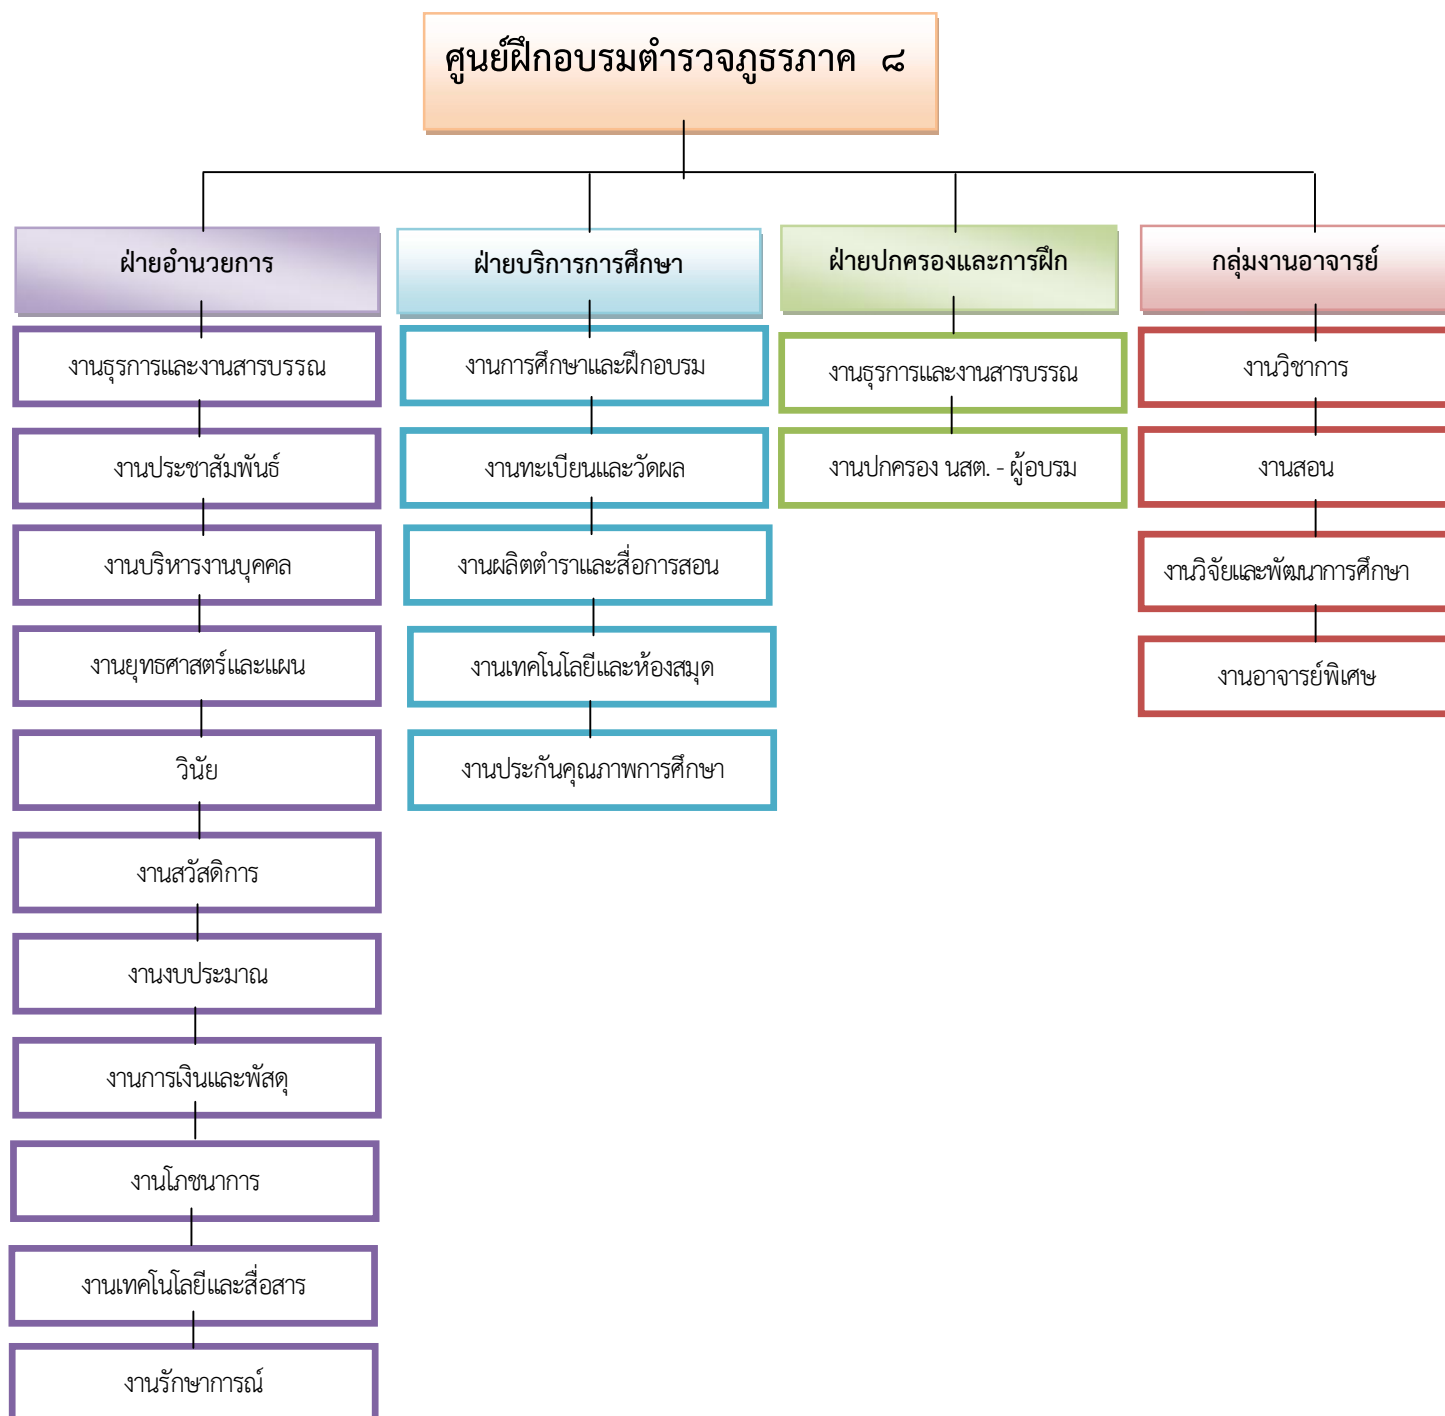 ศูนย์ฝึกอบรมตำรวจภูธรภาค ๘
ฝ่ายอำนวยการ
งานธุรการและงานสารบรรณ
งานประชาสัมพันธ์
งานบริหารงานบุคคล
งานยุทธศาสตร์และแผน
วินัย
งานสวัสดิการ
งานงบประมาณ
งานการเงินและพัสดุ
งานโภชนาการ
งานเทคโนโลยีและสื่อสาร
งานรักษาการณ์
ฝ่ายบริการการศึกษา
งานการศึกษาและฝึกอบรม
งานทะเบียนและวัดผล
งานผลิตตำราและสื่อการสอน
งานเทคโนโลยีและห้องสมุด
งานประกันคุณภาพการศึกษา
ฝ่ายปกครองและการฝึก
งานธุรการและงานสารบรรณ
งานปกครอง นสต. - ผู้อบรม
กลุ่มงานอาจารย์
งานวิชาการ
งานสอน
งานวิจัยและพัฒนาการศึกษา
งานอาจารย์พิเศษ